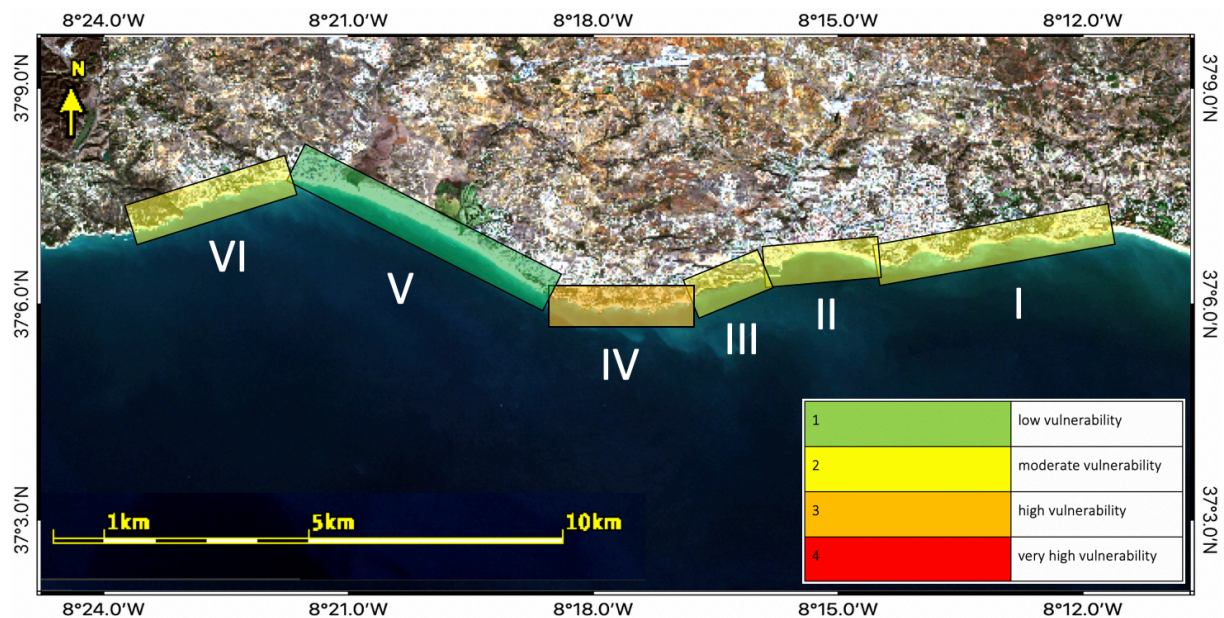 8°24.0'W 8°21.0'W 8°18.0'W 8°15.0'W 8°12.0'W
37°9.0'N
37°9.0'N
N
VI
V
IV
III
II
I
37°6.0'N
37°6.0'N
1 low vulnerability
2 moderate vulnerability
3 high vulnerability
4 very high vulnerability
37°3.0'N
37°3.0'N
1km 5km 10km
8°24.0'W 8°21.0'W 8°18.0'W 8°15.0'W 8°12.0'W